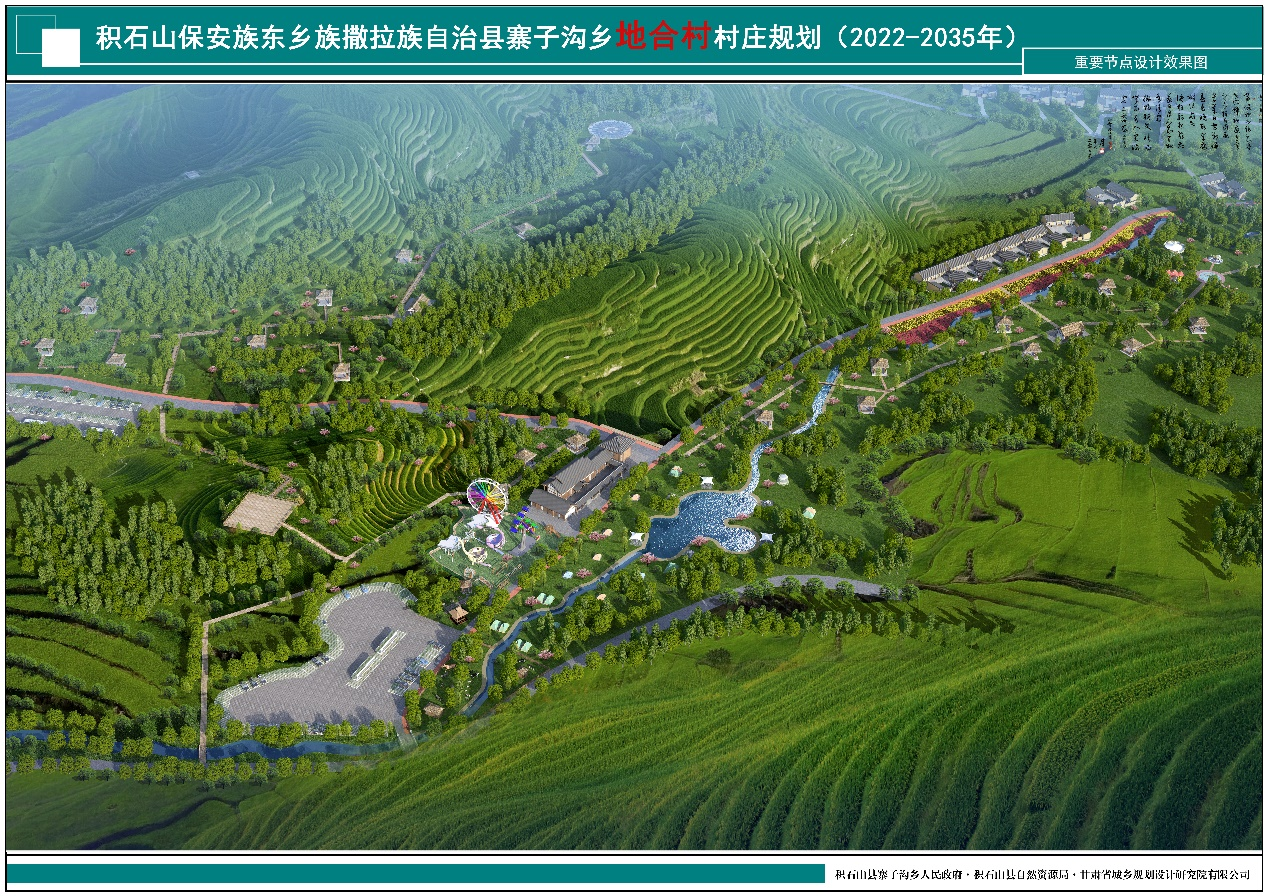 积石山保安族东乡族撒拉族自治县寨子沟乡地合村村庄规划（2022-2035年）
重要节点设计效果图
积石山县寨子沟乡人民政府·积石山县自然资源局·甘肃省城乡规划设计研究院有限公司